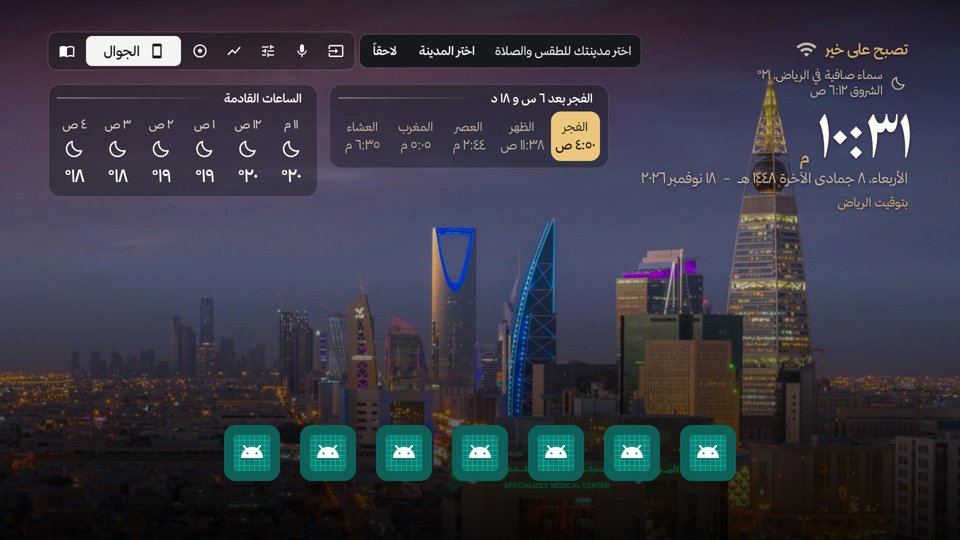 تصبح على خير
سماء صافية في الرياض، ٢١°
الشروق ٦:١٢ ص
١٠:٣١ م
الأربعاء، ٨ جمادى الآخرة ١٤٤٨ هـ – ١٨ نوفمبر ٢٠٢٦
بتوقيت الرياض
اختر مدينتك للطقس والصلاة
اختر المدينة
لاحقاً
الجوال
الفجر بعد ٦ س و ١٨ د
الفجر الظهر العصر المغرب العشاء
٤:٥٠ ص ١١:٣٨ ص ٢:٤٤ م ٥:٠٥ م ٦:٣٥ م
الساعات القادمة
١١ م ١٢ ص ١ ص ٢ ص ٣ ص ٤ ص
٢٠° ٢٠° ١٩° ١٩° ١٨° ١٨°
SPECIALIZED MEDICAL CENTER